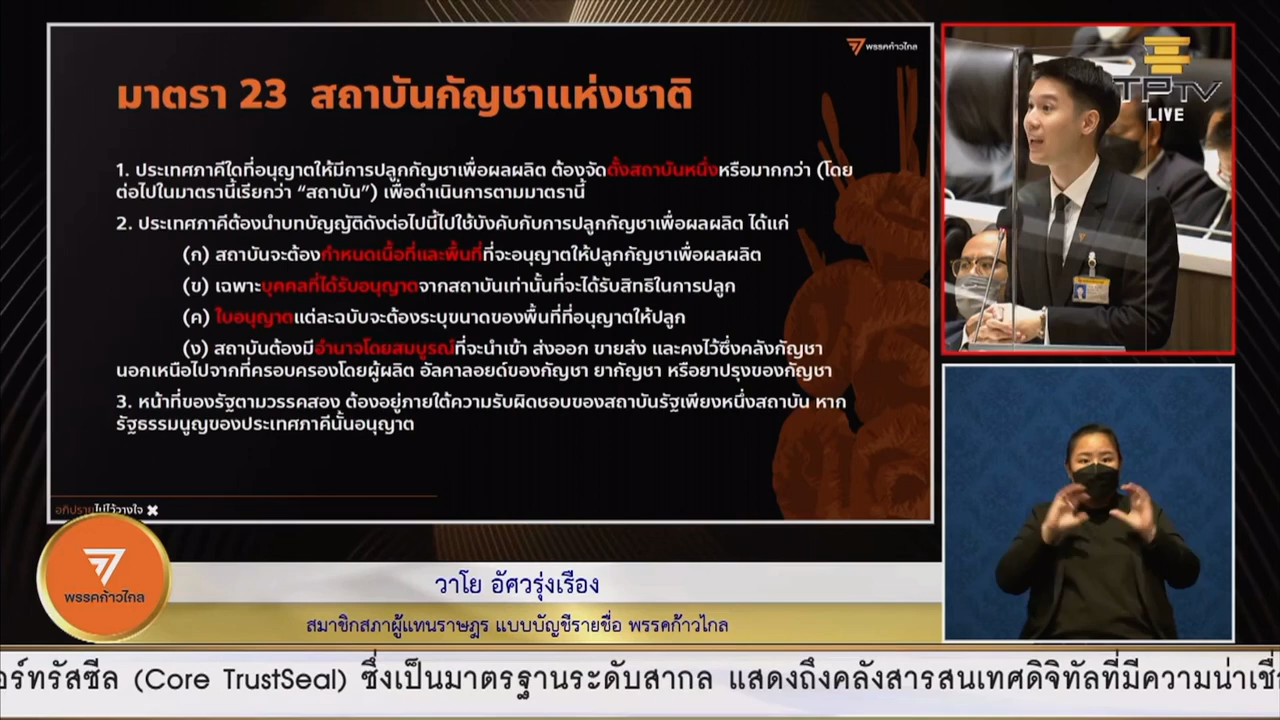 พรรคก้าวไกล
มาตรา 23 สถาบันกัญชาแห่งชาติ
1. ประเทศภาคีใดที่อนุญาตให้มีการปลูกกัญชาเพื่อผลผลิต ต้องจัดตั้งสถาบันหนึ่งหรือมากกว่า (โดย
ต่อไปในมาตรานี้เรียกว่า “สถาบัน”) เพื่อดำเนินการตามมาตรานี้
2. ประเทศภาคีต้องนำบทบัญญัติดังต่อไปนี้ไปใช้บังคับกับการปลูกกัญชาเพื่อผลผลิต ได้แก่
(ก) สถาบันจะต้องกำหนดเนื้อที่และพื้นที่ที่จะอนุญาตให้ปลูกกัญชาเพื่อผลผลิต
(ข) เฉพาะบุคคลที่ได้รับอนุญาตจากสถาบันเท่านั้นที่จะได้รับสิทธิในการปลูก
(ค) ใบอนุญาตแต่ละฉบับจะต้องระบุขนาดของพื้นที่ที่อนุญาตให้ปลูก
(ง) สถาบันต้องมีอำนาจโดยสมบูรณ์ที่จะนำเข้า ส่งออก ขายส่ง และคงไว้ซึ่งคลังกัญชา
นอกเหนือไปจากที่ครอบครองโดยผู้ผลิต อัลคาลอยด์ของกัญชา ยากัญชา หรือยาปรุงของกัญชา
3. หน้าที่ของรัฐตามวรรคสอง ต้องอยู่ภายใต้ความรับผิดชอบของสถาบันรัฐเพียงหนึ่งสถาบัน หาก
รัฐธรรมนูญของประเทศภาคีนั้นอนุญาต
อภิปรายไม่ไว้วางใจ
TPTV
LIVE
พรรคก้าวไกล
วาโย อัศวรุ่งเรือง
สมาชิกสภาผู้แทนราษฎร แบบบัญชีรายชื่อ พรรคก้าวไกล
อร์ทรัสซีล (Core TrustSeal) ซึ่งเป็นมาตรฐานระดับสากล แสดงถึงคลังสารสนเทศดิจิทัลที่มีความน่าเชื่